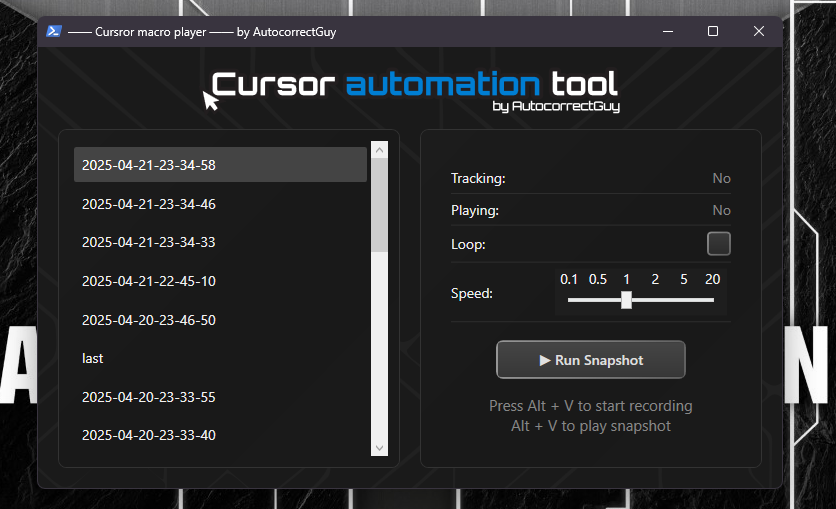 —— Cursror macro player —— by AutocorrectGuy
Cursor automation tool
by AutocorrectGuy
2025-04-21-23-34-58
2025-04-21-23-34-46
2025-04-21-23-34-33
2025-04-21-22-45-10
2025-04-20-23-46-50
last
2025-04-20-23-33-55
2025-04-20-23-33-40
Tracking: No
Playing: No
Loop:
0.1 0.5 1 2 5 20
Speed:
▶ Run Snapshot
Press Alt + V to start recording
Alt + V to play snapshot
A
N